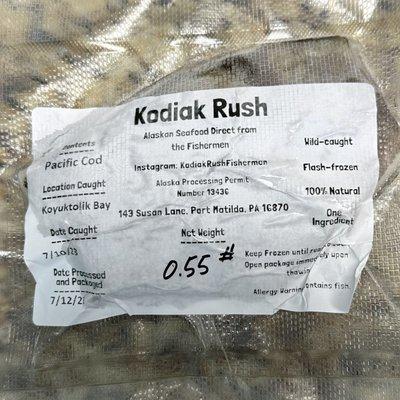 Kodiak Rush
Alaskan Seafood Direct from
the Fishermen
Instagram: KodiakRushFishermen
Alaska Processing Permit
Number 13436
143 Susan Lane, Port Matilda, PA 16870
Net Weight
0.55 #
Contents
Pacific Cod
Location Caught
Koyuktolik Bay
Date Caught
7/10/23
Date Processed
and Packaged
7/12/2
Wild-caught
Flash-frozen
100% Natural
One
Ingredient
Keep Frozen until
Open package immediately upon
Allergy Warning contains fish.